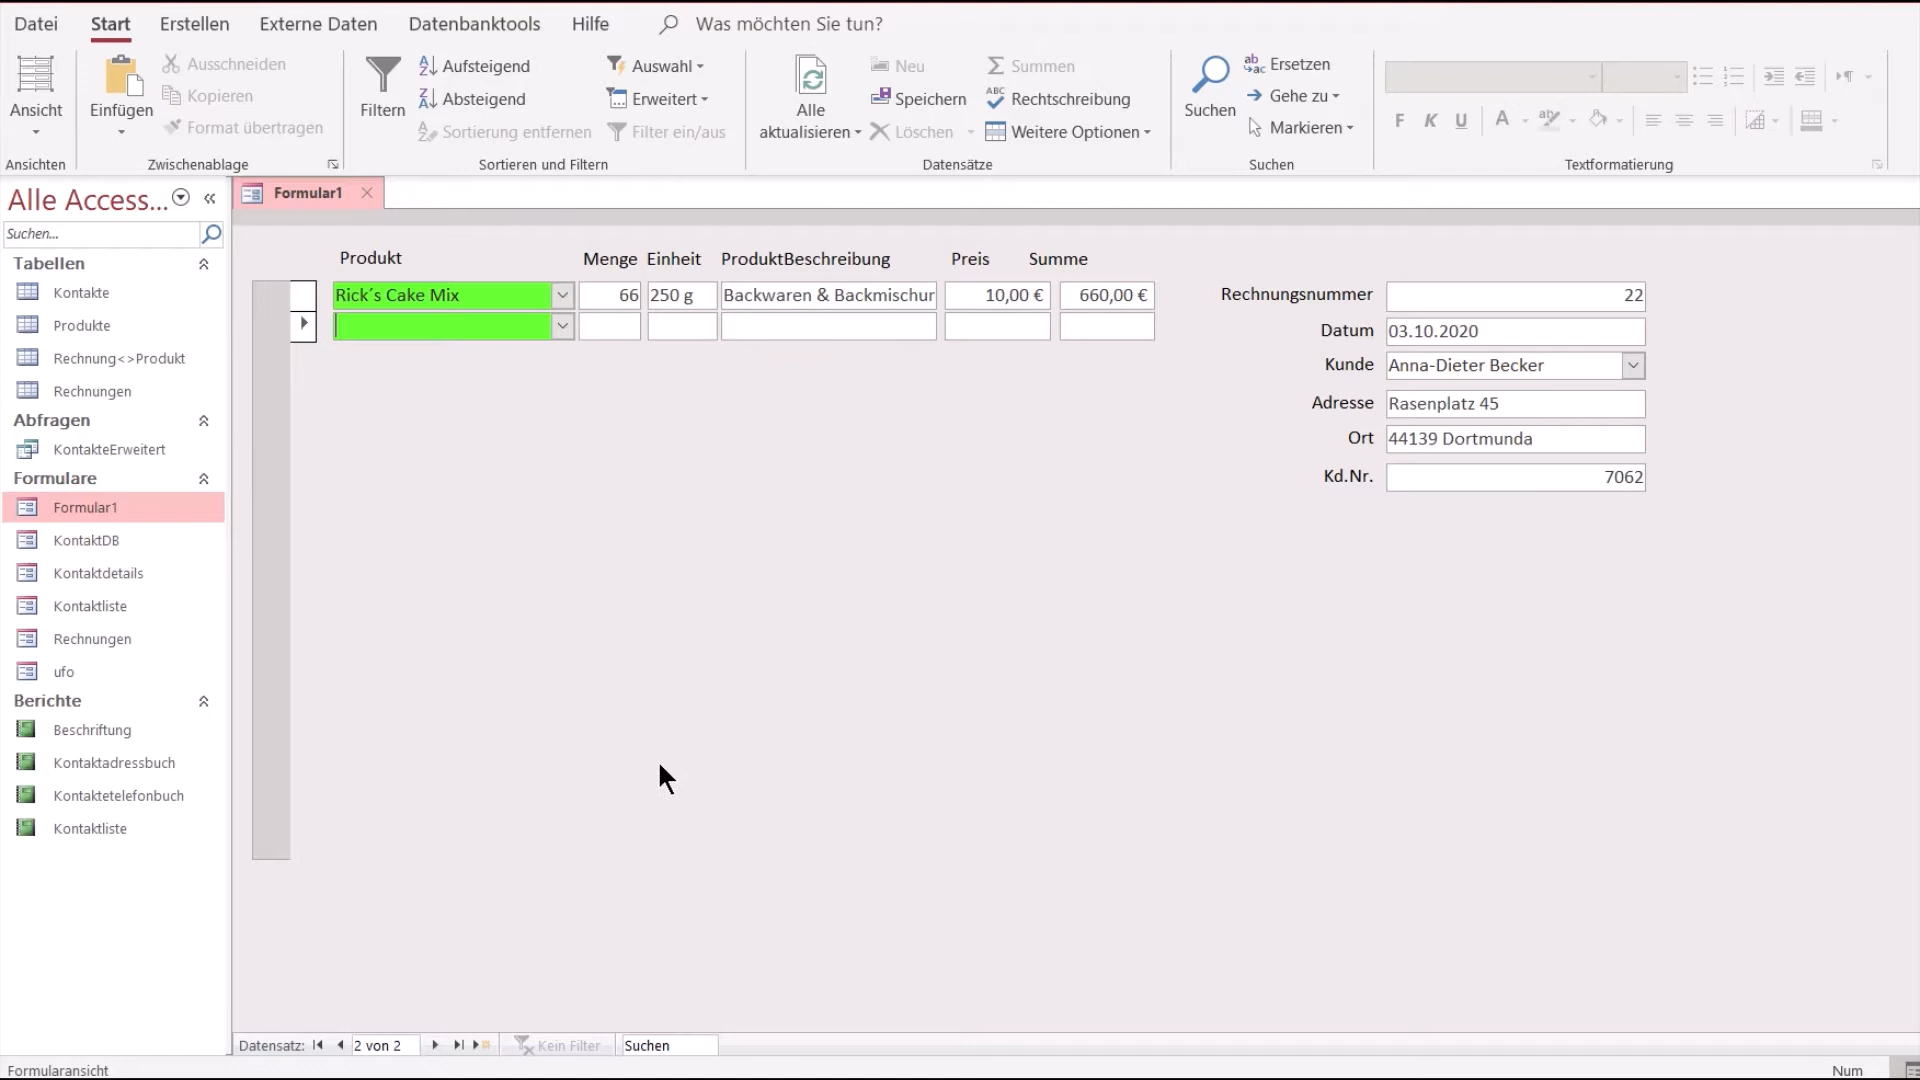 Datei Start Erstellen Externe Daten Datenbanktools Hilfe Was möchten Sie tun?
Ansicht
Ansichten
Einfügen
Ausschneiden
Kopieren
Format übertragen
Zwischenablage
Filtern
Aufsteigend
Absteigend
Sortierung entfernen
Auswahl
Erweitert
Filter ein/aus
Sortieren und Filtern
Alle
aktualisieren
Neu
Speichern
Löschen
Summen
Rechtschreibung
Weitere Optionen
Datensätze
Suchen
Ersetzen
Gehe zu
Markieren
Suchen
F K U
Textformatierung
Alle Access...
Suchen...
Tabellen
Kontakte
Produkte
Rechnung<>Produkt
Rechnungen
Abfragen
KontakteErweitert
Formulare
Formular1
KontaktDB
Kontaktdetails
Kontaktliste
Rechnungen
ufo
Berichte
Beschriftung
Kontaktadressbuch
Kontaktetelefonbuch
Kontaktliste
Formular1
Produkt Menge Einheit ProduktBeschreibung Preis Summe
Rick´s Cake Mix 66 250 g Backwaren & Backmischur 10,00 € 660,00 €
Rechnungsnummer 22
Datum 03.10.2020
Kunde Anna-Dieter Becker
Adresse Rasenplatz 45
Ort 44139 Dortmunda
Kd.Nr. 7062
Datensatz: 2 von 2 Kein Filter Suchen
Formularansicht Num